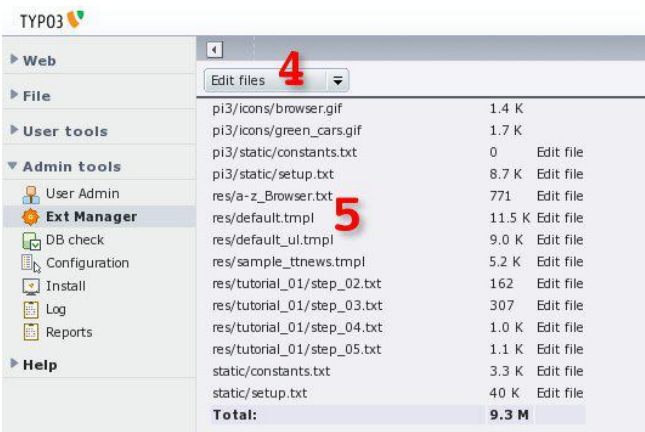 TYPO3
Web
File
User tools
Admin tools
User Admin
Ext Manager
DB check
Configuration
Install
Log
Reports
Help
Edit files 4
pi3/icons/browser.gif 1.4 K
pi3/icons/green_cars.gif 1.7 K
pi3/static/constants.txt 0 Edit file
pi3/static/setup.txt 8.7 K Edit file
res/a-z_Browser.txt 771 Edit file
5
res/default.tmpl 11.5 K Edit file
res/default_ul.tmpl 9.0 K Edit file
res/sample_ttnews.tmpl 5.2 K Edit file
res/tutorial_01/step_02.txt 162 Edit file
res/tutorial_01/step_03.txt 307 Edit file
res/tutorial_01/step_04.txt 1.0 K Edit file
res/tutorial_01/step_05.txt 1.1 K Edit file
static/constants.txt 3.3 K Edit file
static/setup.txt 40 K Edit file
Total: 9.3 M